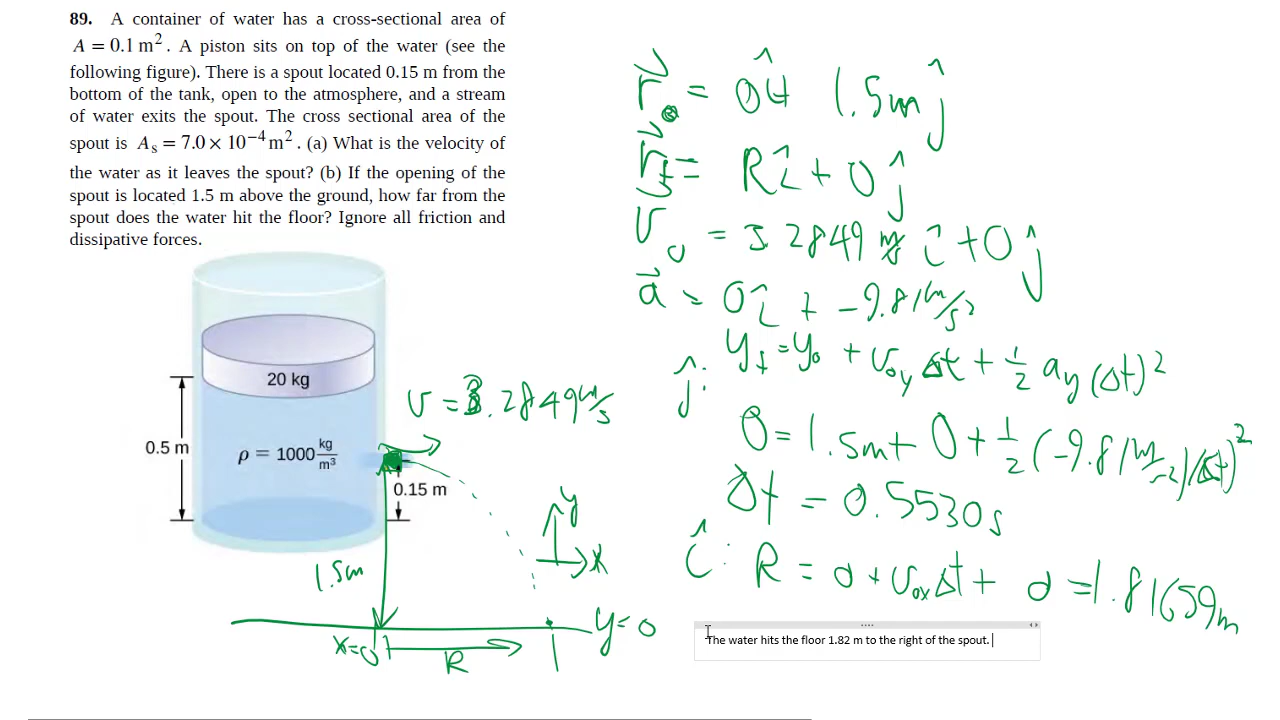 89. A container of water has a cross-sectional area of
A = 0.1 m². A piston sits on top of the water (see the
following figure). There is a spout located 0.15 m from the
bottom of the tank, open to the atmosphere, and a stream
of water exits the spout. The cross sectional area of the
spout is Aₛ = 7.0 × 10⁻⁴ m². (a) What is the velocity of
the water as it leaves the spout? (b) If the opening of the
spout is located 1.5 m above the ground, how far from the
spout does the water hit the floor? Ignore all friction and
dissipative forces.
20 kg
0.5 m
ρ = 1000 kg/m³
0.15 m
v = 3.2849 m/s
1.5m
y
x
x=0
R
y=0
r⃗₀ = 0î + 1.5m ĵ
r⃗f = Rî + 0ĵ
v₀ = 3.2849 m/s î + 0ĵ
a⃗ = 0î + -9.81 m/s²
ĵ: yf = y₀ + v₀y Δt + ½ ay (Δt)²
0 = 1.5m + 0 + ½ (-9.81 m/s²)(Δt)²
Δt = 0.5530s
î: R = 0 + v₀x Δt + 0 = 1.81659m
The water hits the floor 1.82 m to the right of the spout.